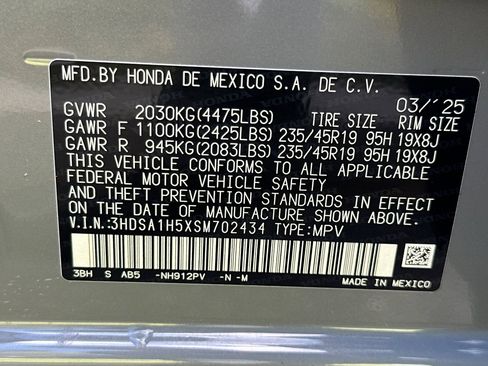 MFD.BY HONDA DE MEXICO S.A. DE C.V.
03/'25
GVWR 2030KG(4475LBS) TIRE SIZE RIM SIZE
GAWR F 1100KG(2425LBS) 235/45R19 95H 19X8J
GAWR R 945KG(2083LBS) 235/45R19 95H 19X8J
THIS VEHICLE CONFORMS TO ALL APPLICABLE
FEDERAL MOTOR VEHICLE SAFETY
AND THEFT PREVENTION STANDARDS IN EFFECT
ON THE DATE OF MANUFACTURE SHOWN ABOVE.
V.I.N.:3HDSA1H5XSM702434 TYPE:MPV
3BH S AB5 -NH912PV -N -M
MADE IN MEXICO